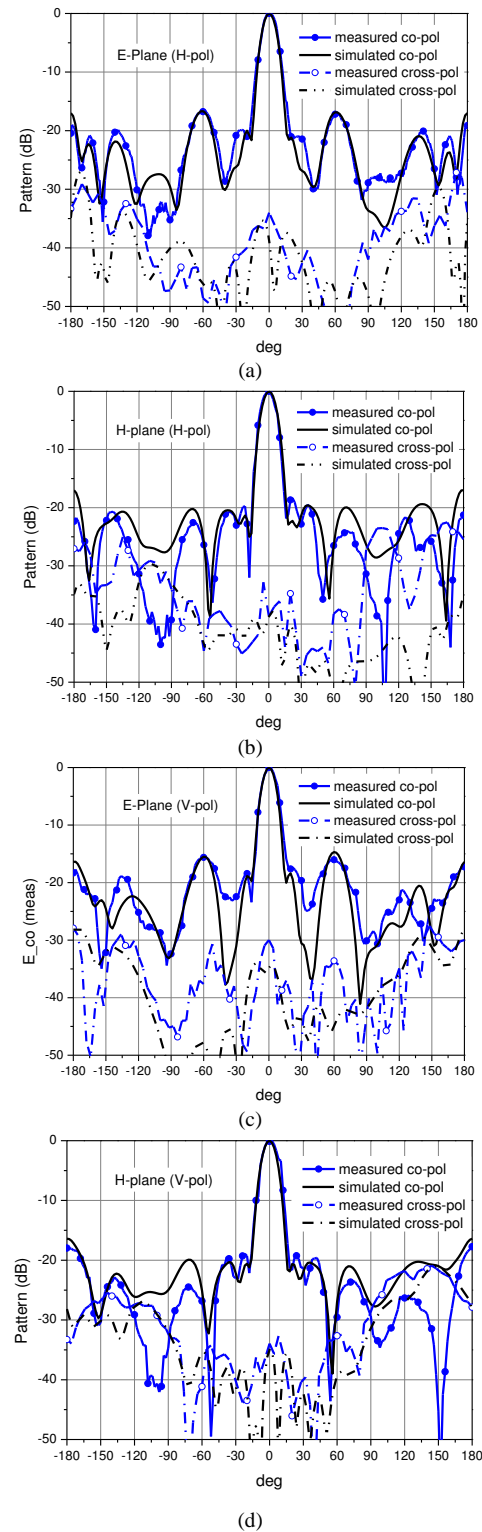 0
-10
-20
-30
-40
-50
Pattern (dB)
E-Plane (H-pol)
measured co-pol
simulated co-pol
measured cross-pol
simulated cross-pol
-180 -150 -120 -90 -60 -30 0 30 60 90 120 150 180
deg
(a)
0
-10
-20
-30
-40
-50
Pattern (dB)
H-plane (H-pol)
measured co-pol
simulated co-pol
measured cross-pol
simulated cross-pol
-180 -150 -120 -90 -60 -30 0 30 60 90 120 150 180
deg
(b)
0
-10
-20
-30
-40
-50
E_co (meas)
E-Plane (V-pol)
measured co-pol
simulated co-pol
measured cross-pol
simulated cross-pol
-180 -150 -120 -90 -60 -30 0 30 60 90 120 150 180
deg
(c)
0
-10
-20
-30
-40
-50
Pattern (dB)
H-plane (V-pol)
measured co-pol
simulated co-pol
measured cross-pol
simulated cross-pol
-180 -150 -120 -90 -60 -30 0 30 60 90 120 150 180
deg
(d)